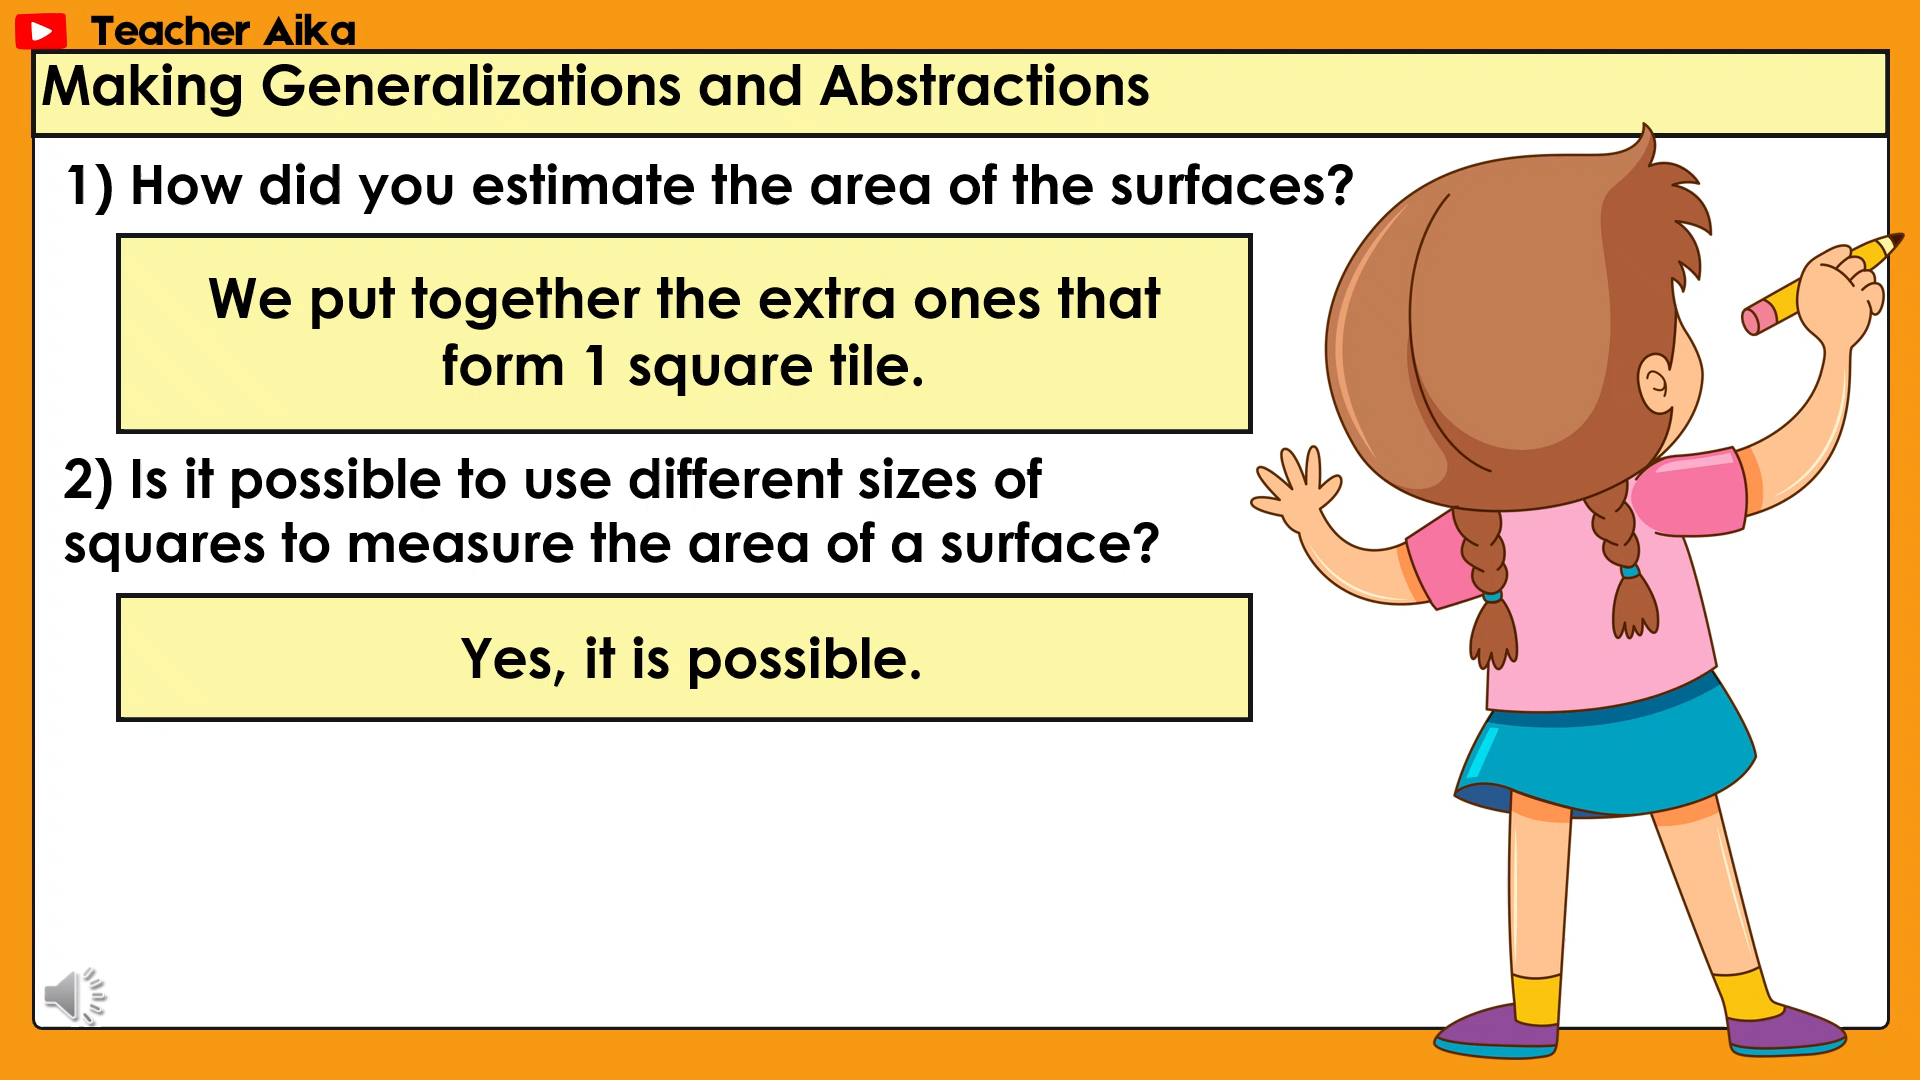 Teacher Aika
Making Generalizations and Abstractions
1) How did you estimate the area of the surfaces?
We put together the extra ones that
form 1 square tile.
2) Is it possible to use different sizes of
squares to measure the area of a surface?
Yes, it is possible.